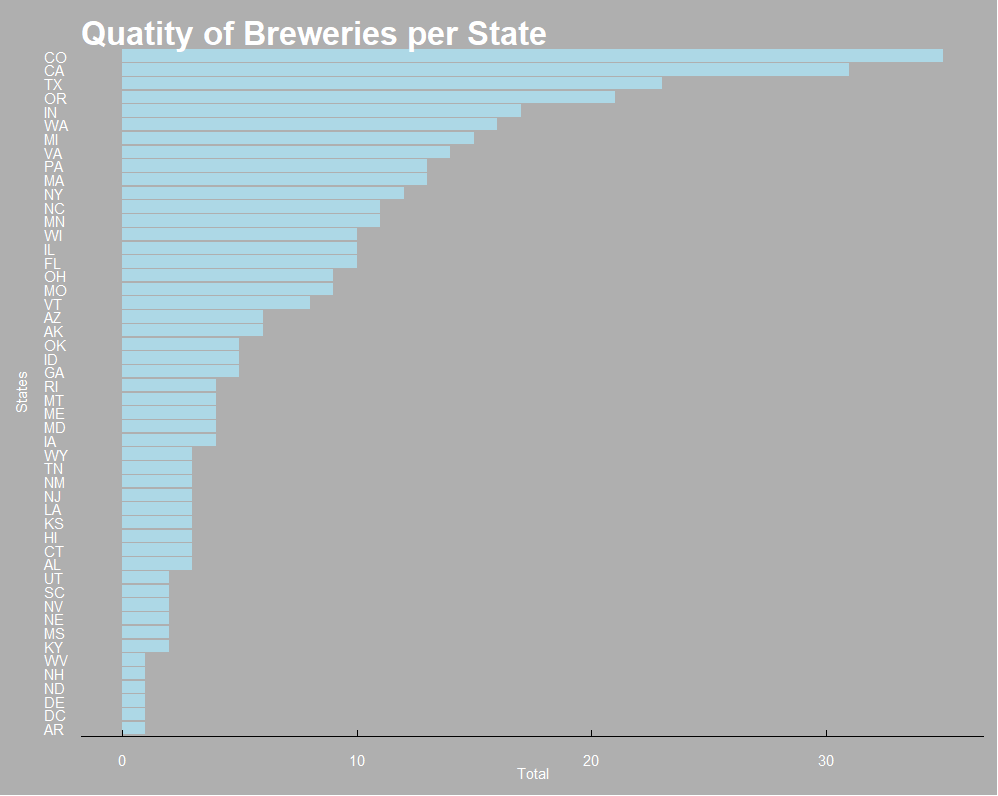 Quatity of Breweries per State
CO
CA
TX
OR
IN
WA
MI
VA
PA
MA
NY
NC
MN
WI
IL
FL
OH
MO
VT
AZ
AK
OK
ID
GA
RI
MT
ME
MD
IA
WY
TN
NM
NJ
LA
KS
HI
CT
AL
UT
SC
NV
NE
MS
KY
WV
NH
ND
DE
DC
AR
States
0 10 20 30
Total